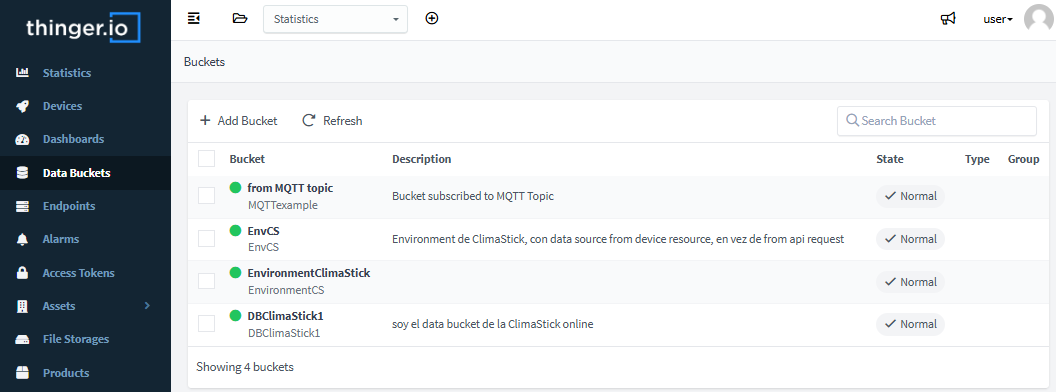 thinger.io
Statistics
user
Statistics
Devices
Dashboards
Data Buckets
Endpoints
Alarms
Access Tokens
Assets
File Storages
Products
Buckets
Add Bucket
Refresh
Search Bucket
Bucket Description State Type Group
from MQTT topic
MQTTexample
Bucket subscribed to MQTT Topic
Normal
EnvCS
EnvCS
Environment de ClimaStick, con data source from device resource, en vez de from api request
Normal
EnvironmentClimaStick
EnvironmentCS
Normal
DBClimaStick1
DBClimaStick1
soy el data bucket de la ClimaStick online
Normal
Showing 4 buckets